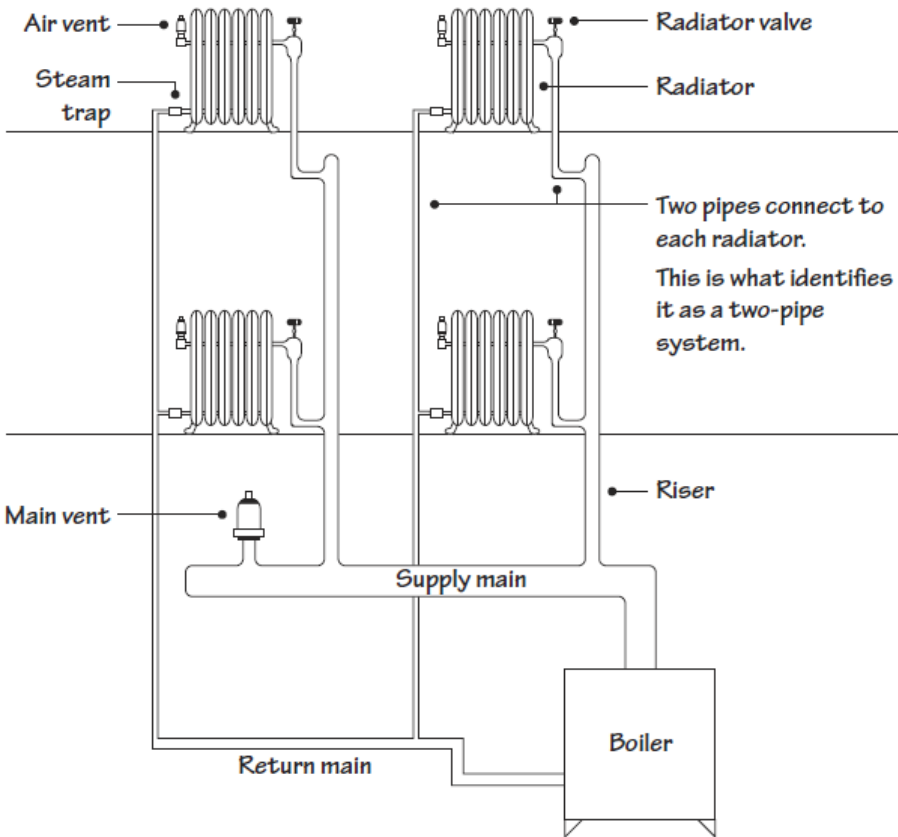 Air vent
Radiator valve
Steam
trap
Radiator
Two pipes connect to
each radiator.
This is what identifies
it as a two-pipe
system.
Riser
Main vent
Supply main
Boiler
Return main